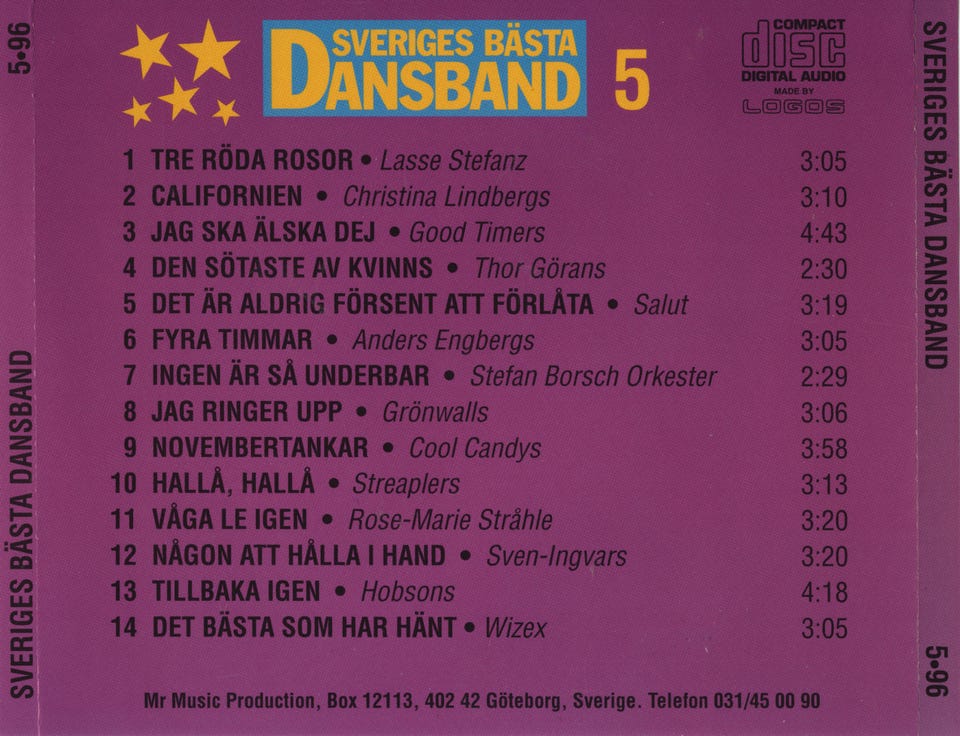 SVERIGES BÄSTA DANSBAND 5•96
SVERIGES BÄSTA
DANSBAND 5
COMPACT
disc
DIGITAL AUDIO
MADE BY
LOGOS
1 TRE RÖDA ROSOR • Lasse Stefanz 3:05
2 CALIFORNIEN • Christina Lindbergs 3:10
3 JAG SKA ÄLSKA DEJ • Good Timers 4:43
4 DEN SÖTASTE AV KVINNS • Thor Görans 2:30
5 DET ÄR ALDRIG FÖRSENT ATT FÖRLÅTA • Salut 3:19
6 FYRA TIMMAR • Anders Engbergs 3:05
7 INGEN ÄR SÅ UNDERBAR • Stefan Borsch Orkester 2:29
8 JAG RINGER UPP • Grönwalls 3:06
9 NOVEMBERTANKAR • Cool Candys 3:58
10 HALLÅ, HALLÅ • Streaplers 3:13
11 VÅGA LE IGEN • Rose-Marie Stråhle 3:20
12 NÅGON ATT HÅLLA I HAND • Sven-Ingvars 3:20
13 TILLBAKA IGEN • Hobsons 4:18
14 DET BÄSTA SOM HAR HÄNT • Wizex 3:05
Mr Music Production, Box 12113, 402 42 Göteborg, Sverige. Telefon 031/45 00 90
SVERIGES BÄSTA DANSBAND 5•96